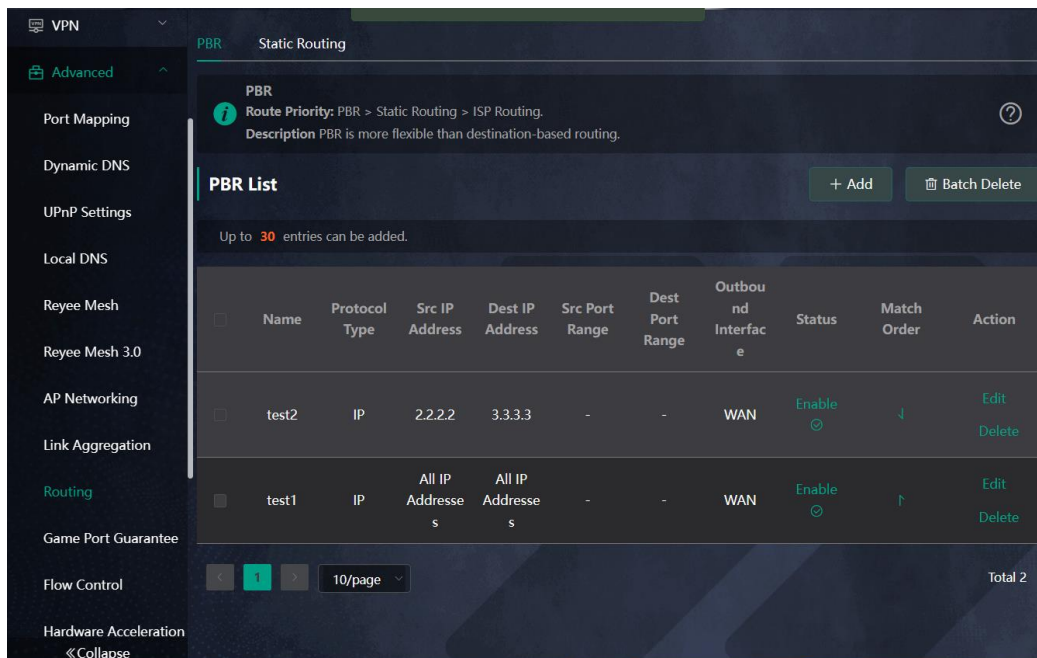 VPN
PBR Static Routing
Advanced
PBR
Route Priority: PBR > Static Routing > ISP Routing.
Description PBR is more flexible than destination-based routing.
Port Mapping
Dynamic DNS
PBR List
+ Add
Batch Delete
UPnP Settings
Up to 30 entries can be added.
Local DNS
Reyee Mesh
Reyee Mesh 3.0
AP Networking
Link Aggregation
Routing
Game Port Guarantee
Flow Control
Hardware Acceleration
≪Collapse
Name
Protocol
Type
Src IP
Address
Dest IP
Address
Src Port
Range
Dest
Port
Range
Outbou
nd
Interfac
e
Status
Match
Order
Action
test2 IP 2.2.2.2 3.3.3.3 - - WAN
Enable
Edit
Delete
test1 IP
All IP
Addresse
s
All IP
Addresse
s
- - WAN
Enable
Edit
Delete
< 1 > 10/page
Total 2